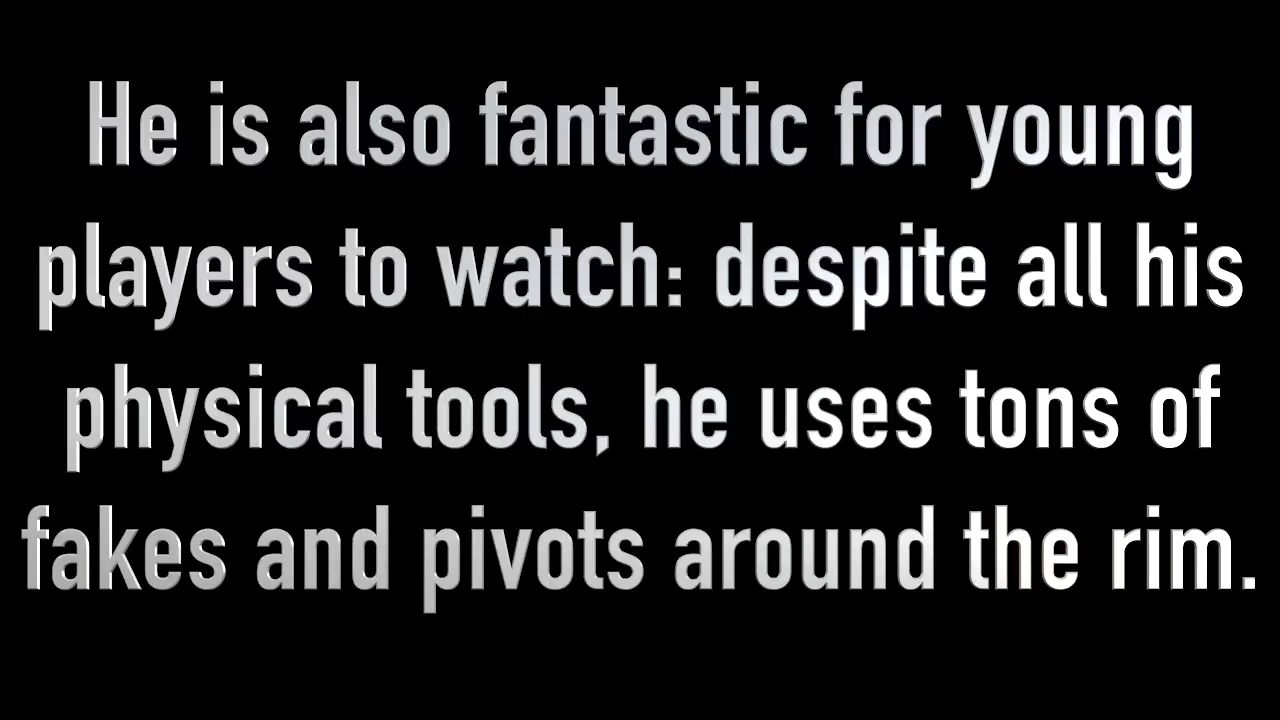 He is also fantastic for young
players to watch: despite all his
physical tools, he uses tons of
fakes and pivots around the rim.